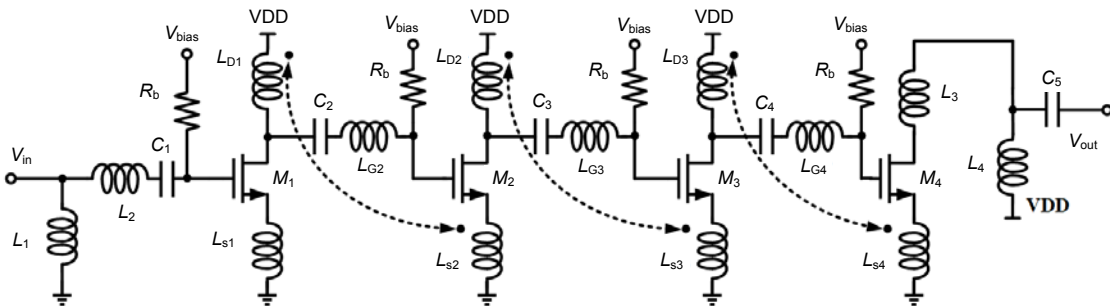 VDD
VDD
VDD
Vbias
Vbias
Vbias
Vbias
LD1
LD2
LD3
Rb
Rb
Rb
Rb
C2
C3
C4
L3
C5
Vin
C1
LG2
LG3
LG4
Vout
L2
M1
M2
M3
M4
L4
VDD
L1
Ls1
Ls2
Ls3
Ls4